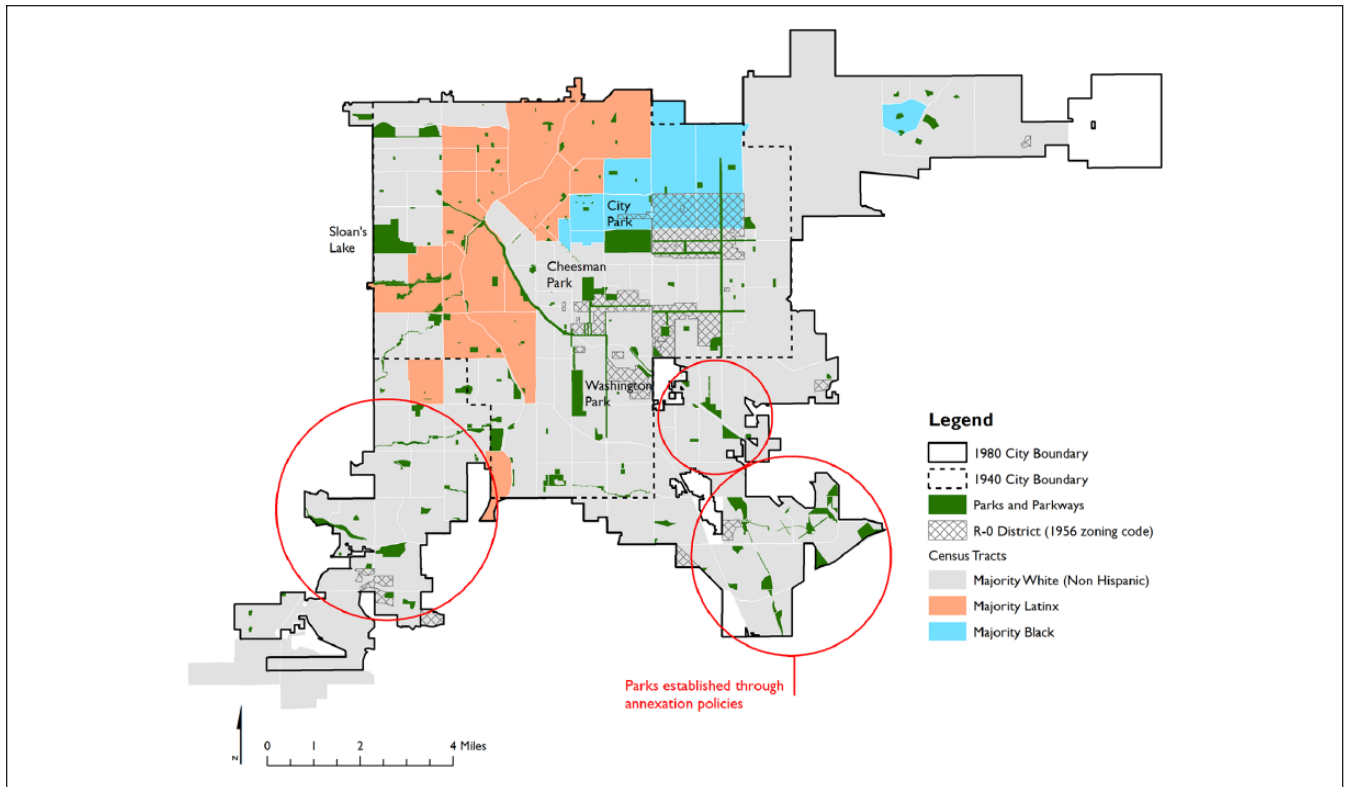 City
Park
Sloan's
Lake
Cheesman
Park
Washington
Park
Legend
1980 City Boundary
1940 City Boundary
Parks and Parkways
R-0 District (1956 zoning code)
Census Tracts
Majority White (Non Hispanic)
Majority Latinx
Majority Black
Parks established through
annexation policies
N
0 1 2 4 Miles